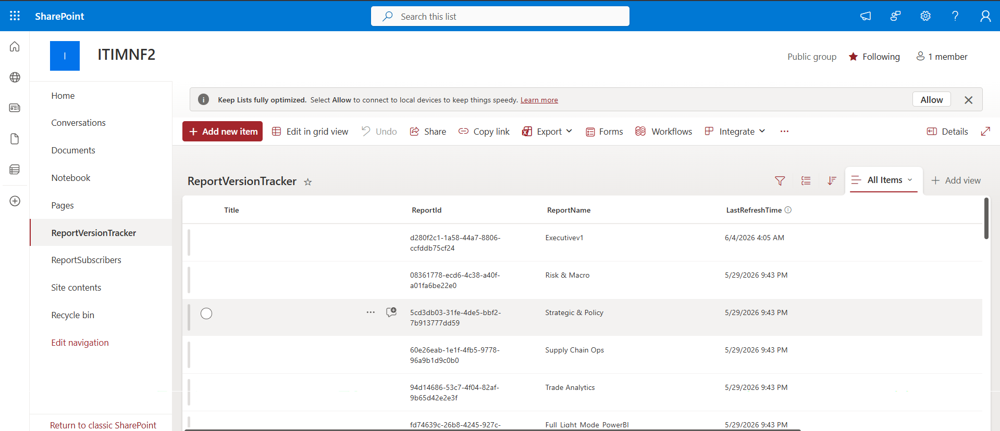 SharePoint
Search this list
I
ITIMNF2
Public group
Following
1 member
Home
Conversations
Documents
Notebook
Pages
ReportVersionTracker
ReportSubscribers
Site contents
Recycle bin
Edit navigation
Return to classic SharePoint
Keep Lists fully optimized. Select Allow to connect to local devices to keep things speedy. Learn more
Allow
Add new item
Edit in grid view
Undo
Share
Copy link
Export
Forms
Workflows
Integrate
Details
ReportVersionTracker
All Items
Add view
Title ReportId ReportName LastRefreshTime
d280f2c1-1a58-44a7-8806- Executivev1 6/4/2026 4:05 AM
ccfddb75cf24
08361778-ecd6-4c38-a40f- Risk & Macro 5/29/2026 9:43 PM
a01fa6be22e0
5cd3db03-31fe-4de5-bbf2- Strategic & Policy 5/29/2026 9:43 PM
7b913777dd59
60e26eab-1e1f-4fb5-9778- Supply Chain Ops 5/29/2026 9:43 PM
96a9b1d9c0b0
94d14686-53c7-4f04-82af- Trade Analytics 5/29/2026 9:43 PM
9b65d42e2e3f
fd74639c-26b8-4245-927c- Full_Light_Mode_PowerBI 5/29/2026 9:43 PM